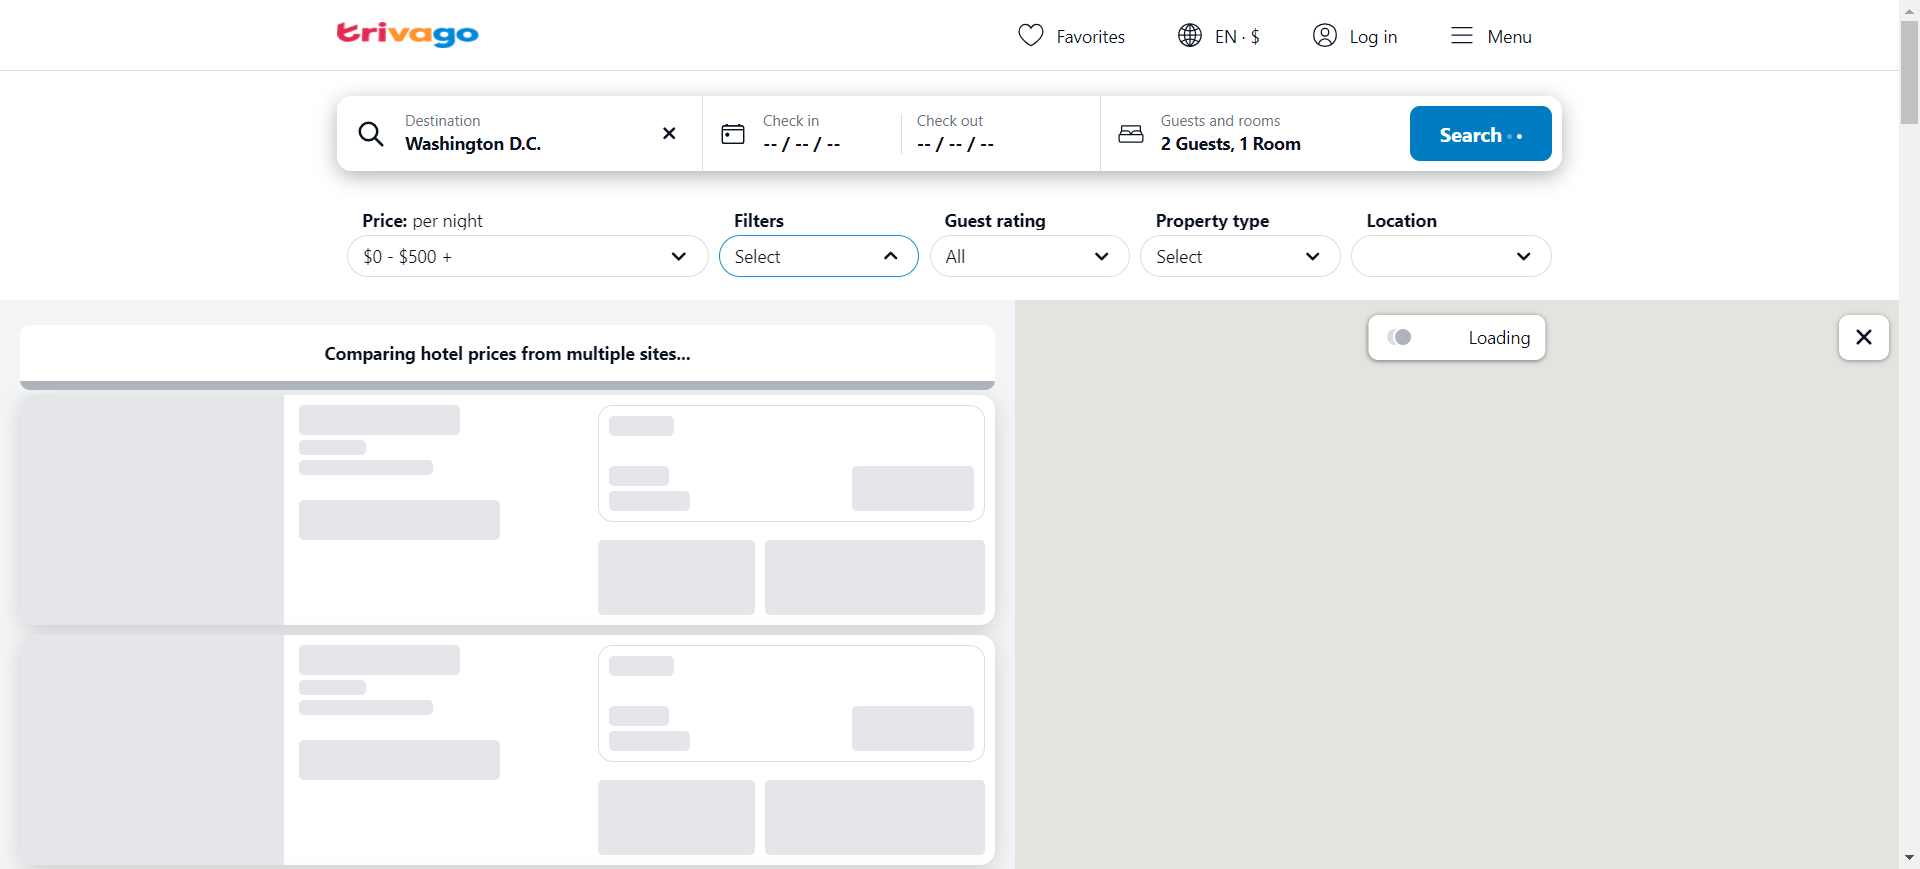 trivago
Favorites
EN · $
Log in
Menu
Destination
Washington D.C.
Check in
-- / -- / --
Check out
-- / -- / --
Guests and rooms
2 Guests, 1 Room
Search
Price: per night
$0 - $500 +
Filters
Select
Guest rating
All
Property type
Select
Location
Comparing hotel prices from multiple sites...
Loading